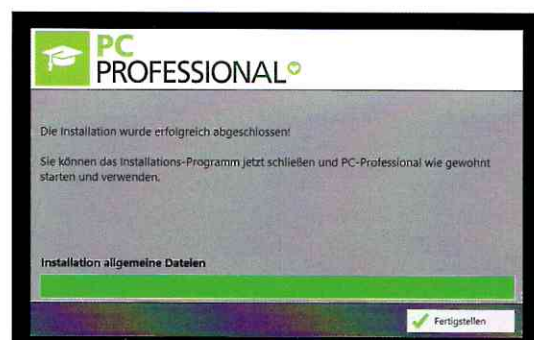 PC
PROFESSIONAL
Die Installation wurde erfolgreich abgeschlossen!
Sie können das Installations-Programm jetzt schließen und PC-Professional wie gewohnt
starten und verwenden.
Installation allgemeine Dateien
Fertigstellen